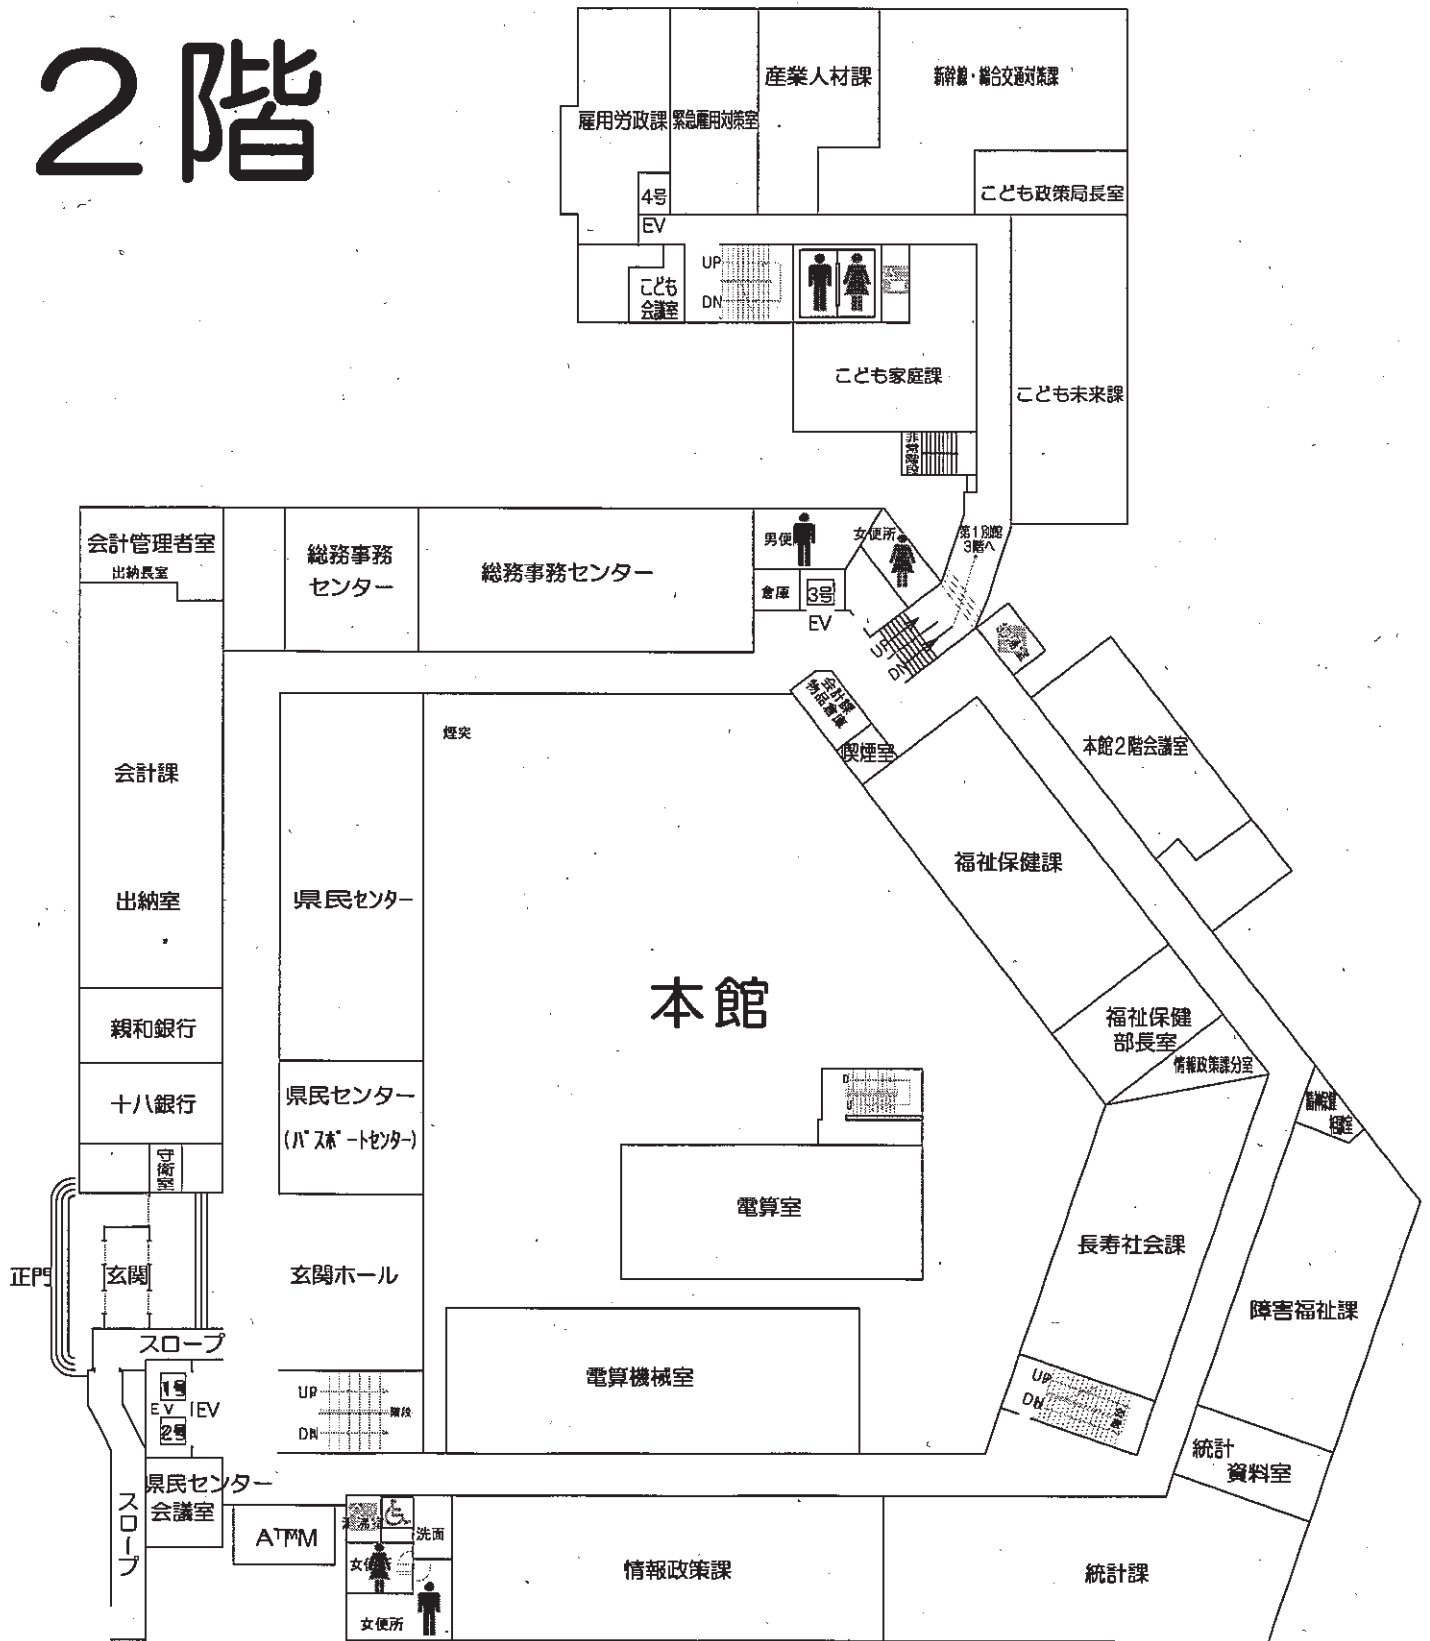 2階
雇用労政課
緊急雇用対策室
産業人材課
新幹線・総合交通対策課
こども政策局長室
4号
EV
UP
DN
こども
会議室
こども家庭課
こども未来課
第1別館
3階へ
会計管理者室
出納長室
総務事務
センター
総務事務センター
男便
女便所
倉庫
3号
EV
UP
DN
会計課
物品倉庫
喫煙室
煙突
本館2階会議室
会計課
出納室
県民センター
福祉保健課
本館
福祉保健
部長室
情報政策課分室
親和銀行
十八銀行
守衛室
県民センター
(パスポートセンター)
D
U
電算室
長寿社会課
障害福祉課
正門
玄関
玄関ホール
スロープ
1号
EV
EV
2号
UP
DN
階段
電算機械室
UP
DN
階段
統計
資料室
県民センター
会議室
スロープ
ATM
洗面
女便所
女便所
情報政策課
統計課